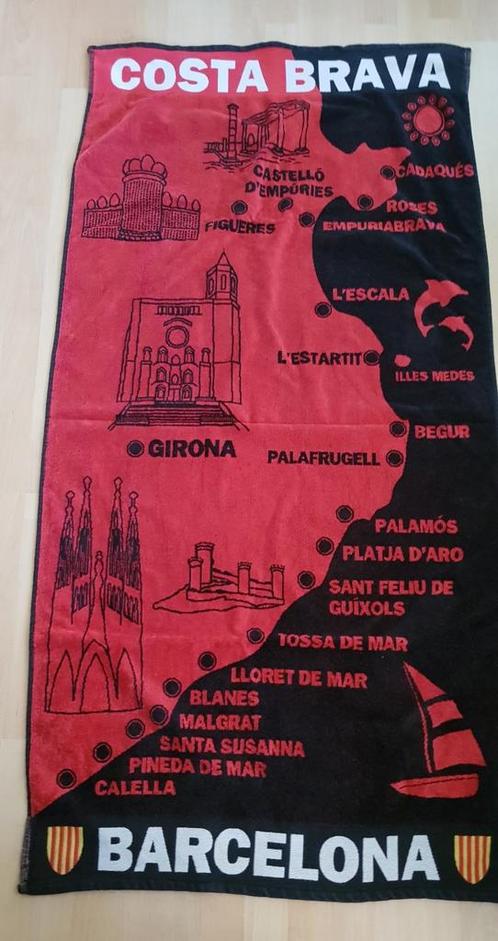 COSTA BRAVA
CASTELLÓ
D'EMPÚRIES
CADAQUÉS
ROSES
FIGUERES
EMPURIABRAVA
L'ESCALA
L'ESTARTIT
ILLES MEDES
BEGUR
GIRONA
PALAFRUGELL
PALAMÓS
PLATJA D'ARO
SANT FELIU DE
GUÍXOLS
TOSSA DE MAR
LLORET DE MAR
BLANES
MALGRAT
SANTA SUSANNA
PINEDA DE MAR
CALELLA
BARCELONA